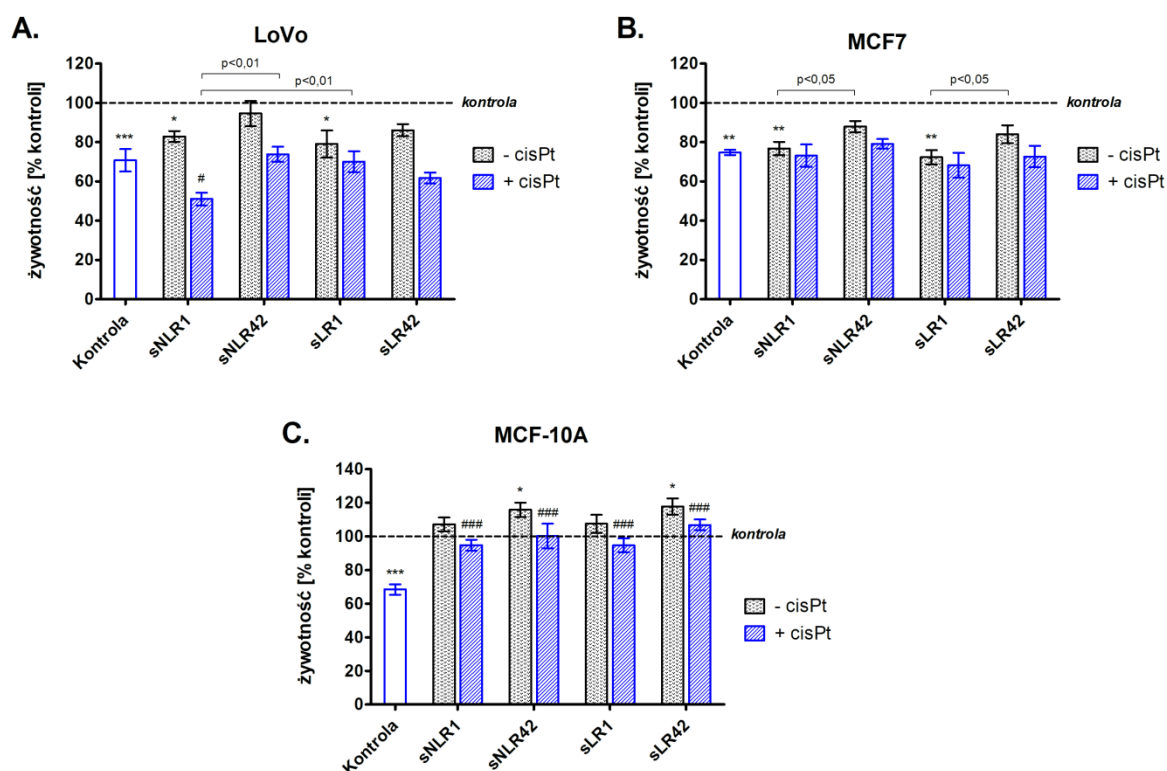 A.
LoVo
p<0,01
p<0,01
120
100
80
60
40
20
0
żywotność [% kontroli]
kontrola
***
*
#
*
- cisPt
+ cisPt
Kontrola
sNLR1
sNLR42
sLR1
sLR42
B.
MCF7
p<0,05
p<0,05
120
100
80
60
40
20
0
żywotność [% kontroli]
kontrola
**
**
**
- cisPt
+ cisPt
Kontrola
sNLR1
sNLR42
sLR1
sLR42
C.
MCF-10A
140
120
100
80
60
40
20
0
żywotność [% kontroli]
kontrola
***
###
*
###
###
*
###
- cisPt
+ cisPt
Kontrola
sNLR1
sNLR42
sLR1
sLR42